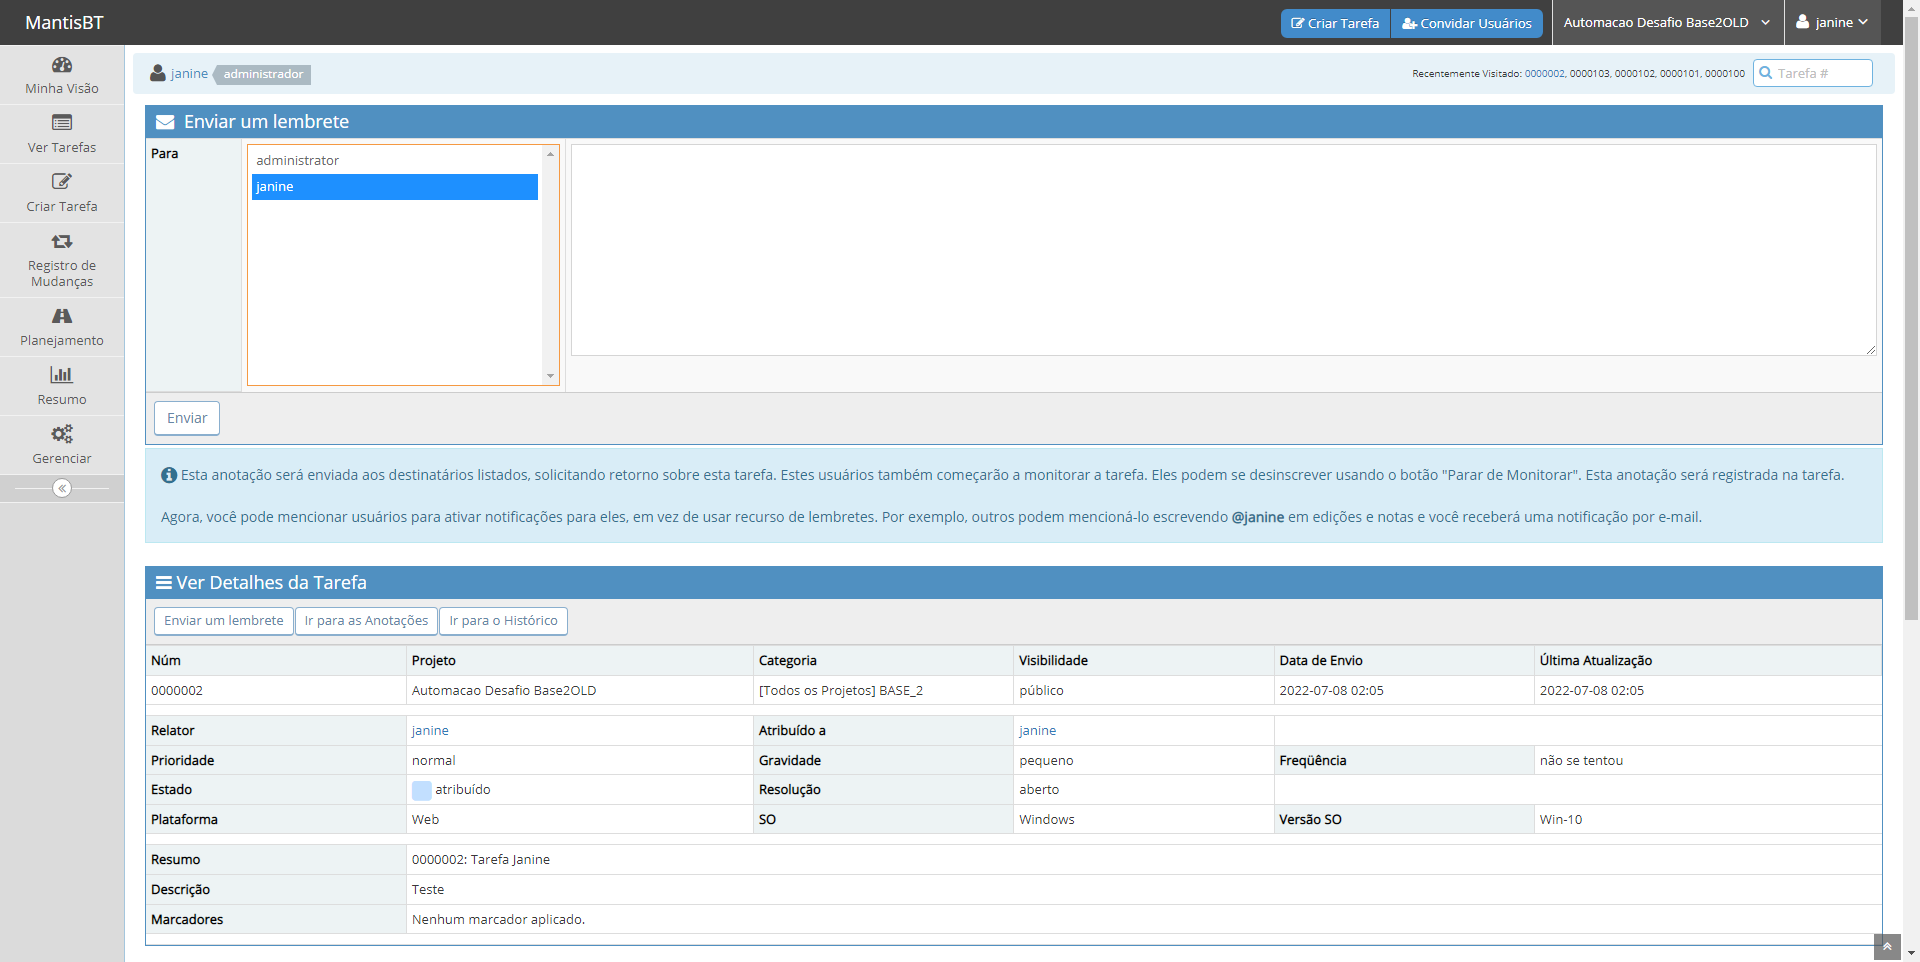 MantisBT
Criar Tarefa
Convidar Usuários
Automacao Desafio Base2OLD
janine
Minha Visão
Ver Tarefas
Criar Tarefa
Registro de
Mudanças
Planejamento
Resumo
Gerenciar
janine administrador
Recentemente Visitado: 0000002, 0000103, 0000102, 0000101, 0000100
Tarefa #
Enviar um lembrete
Para
administrator
janine
Enviar
Esta anotação será enviada aos destinatários listados, solicitando retorno sobre esta tarefa. Estes usuários também começarão a monitorar a tarefa. Eles podem se desinscrever usando o botão "Parar de Monitorar". Esta anotação será registrada na tarefa.
Agora, você pode mencionar usuários para ativar notificações para eles, em vez de usar recurso de lembretes. Por exemplo, outros podem mencioná-lo escrevendo @janine em edições e notas e você receberá uma notificação por e-mail.
Ver Detalhes da Tarefa
Enviar um lembrete Ir para as Anotações Ir para o Histórico
Núm Projeto Categoria Visibilidade Data de Envio Última Atualização
0000002 Automacao Desafio Base2OLD [Todos os Projetos] BASE_2 público 2022-07-08 02:05 2022-07-08 02:05
Relator janine Atribuído a janine
Prioridade normal Gravidade pequeno Freqüência não se tentou
Estado atribuído Resolução aberto
Plataforma Web SO Windows Versão SO Win-10
Resumo 0000002: Tarefa Janine
Descrição Teste
Marcadores Nenhum marcador aplicado.